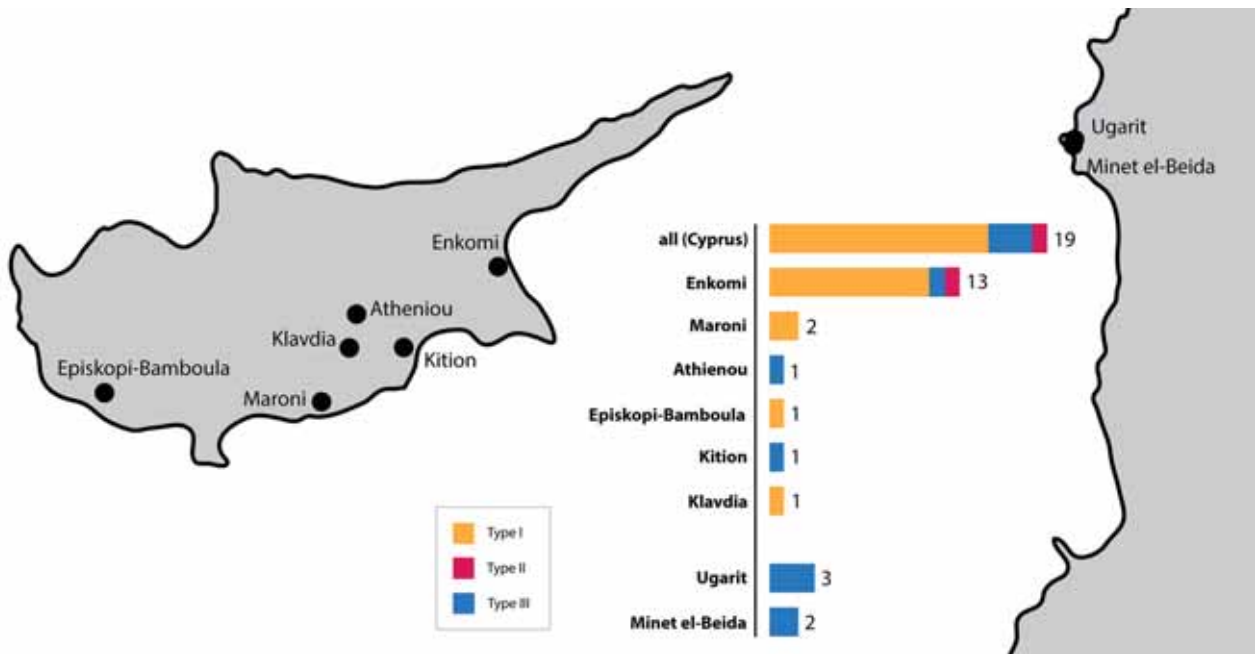 Enkomi
Atheniou
Klavdia
Kition
Episkopi-Bamboula
Maroni
Ugarit
Minet el-Beida
all (Cyprus) 19
Enkomi 13
Maroni 2
Athienou 1
Episkopi-Bamboula 1
Kition 1
Klavdia 1
Ugarit 3
Minet el-Beida 2
Type I
Type II
Type III